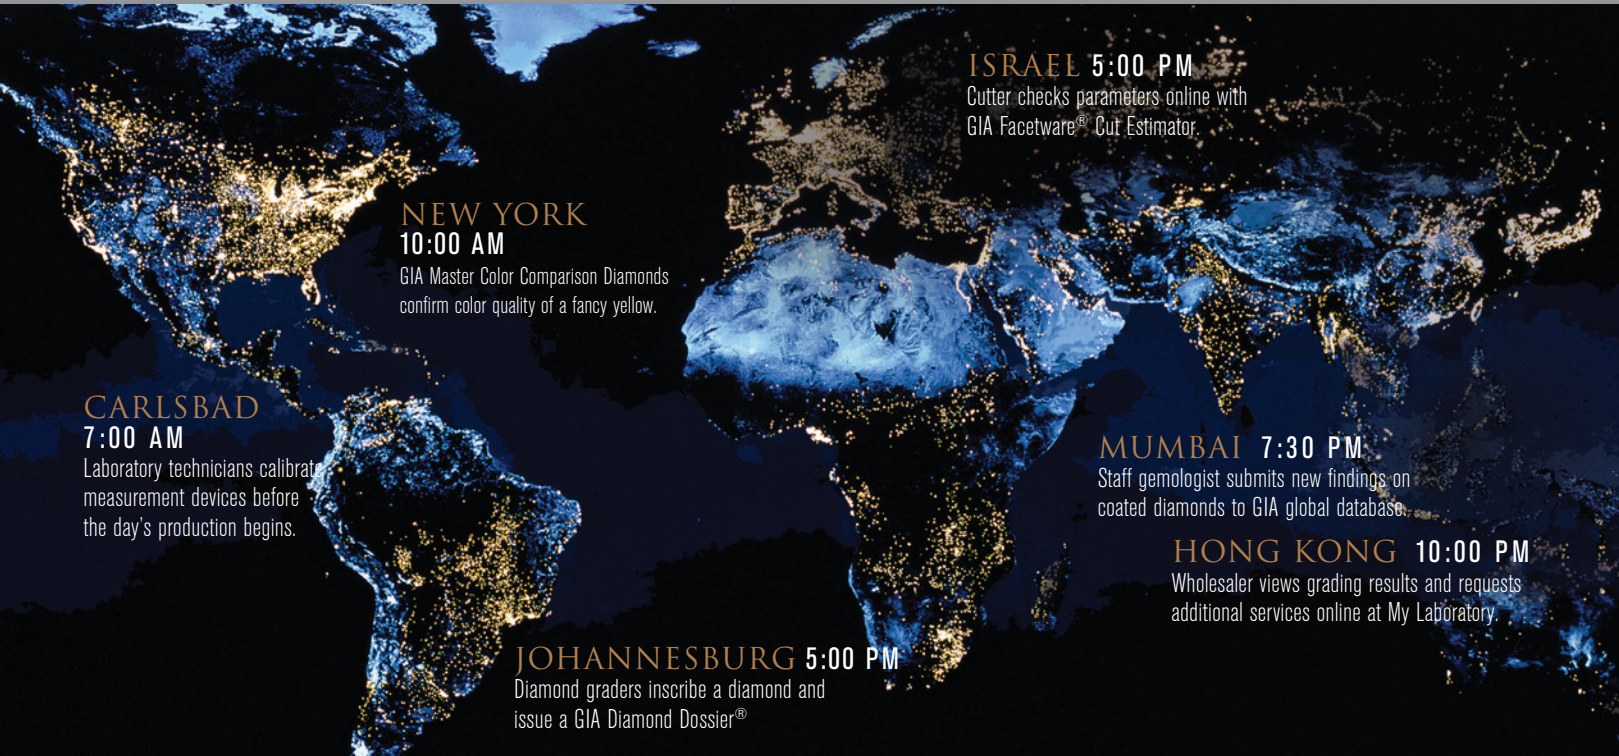 ISRAEL 5:00 PM
Cutter checks parameters online with
GIA Facetware® Cut Estimator.
NEW YORK
10:00 AM
GIA Master Color Comparison Diamonds
confirm color quality of a fancy yellow.
CARLSBAD
7:00 AM
Laboratory technicians calibrate
measurement devices before
the day's production begins.
MUMBAI 7:30 PM
Staff gemologist submits new findings on
coated diamonds to GIA global database.
HONG KONG 10:00 PM
Wholesaler views grading results and requests
additional services online at My Laboratory.
JOHANNESBURG 5:00 PM
Diamond graders inscribe a diamond and
issue a GIA Diamond Dossier®